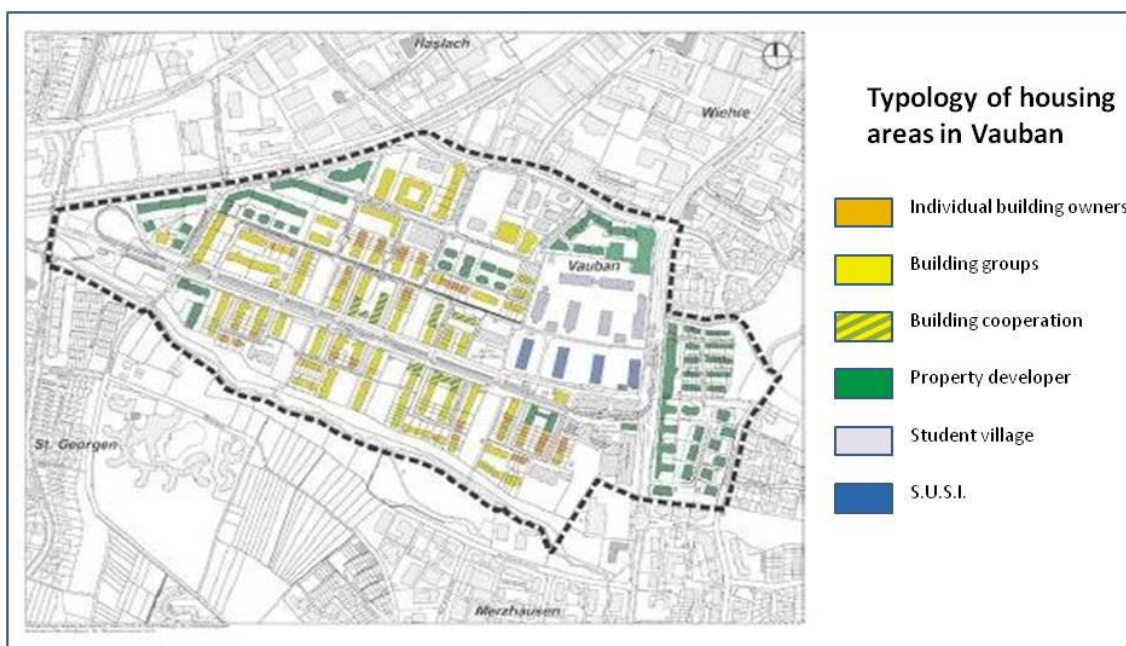 Haslach
Wiehre
Vauban
St. Georgen
Merzhausen
Typology of housing
areas in Vauban
Individual building owners
Building groups
Building cooperation
Property developer
Student village
S.U.S.I.